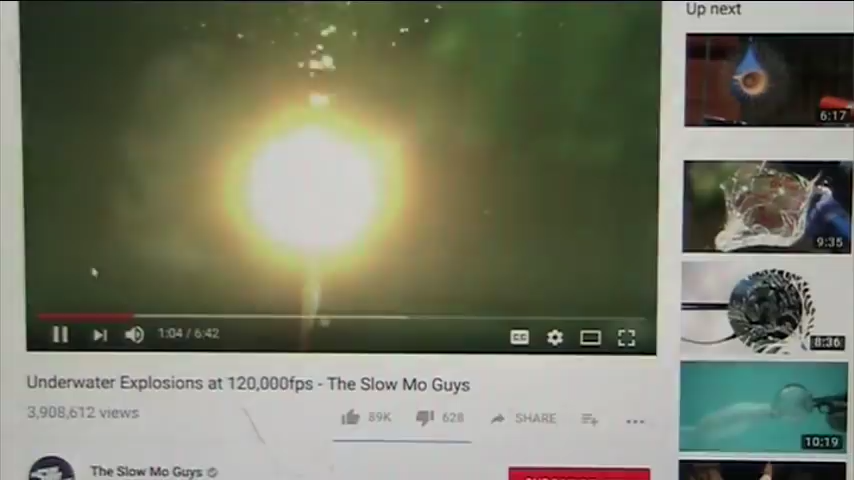 Up next
6:17
9:35
8:36
10:19
1:04 / 6:42
CC
Underwater Explosions at 120,000fps - The Slow Mo Guys
3,908,612 views
89K
628
SHARE
The Slow Mo Guys